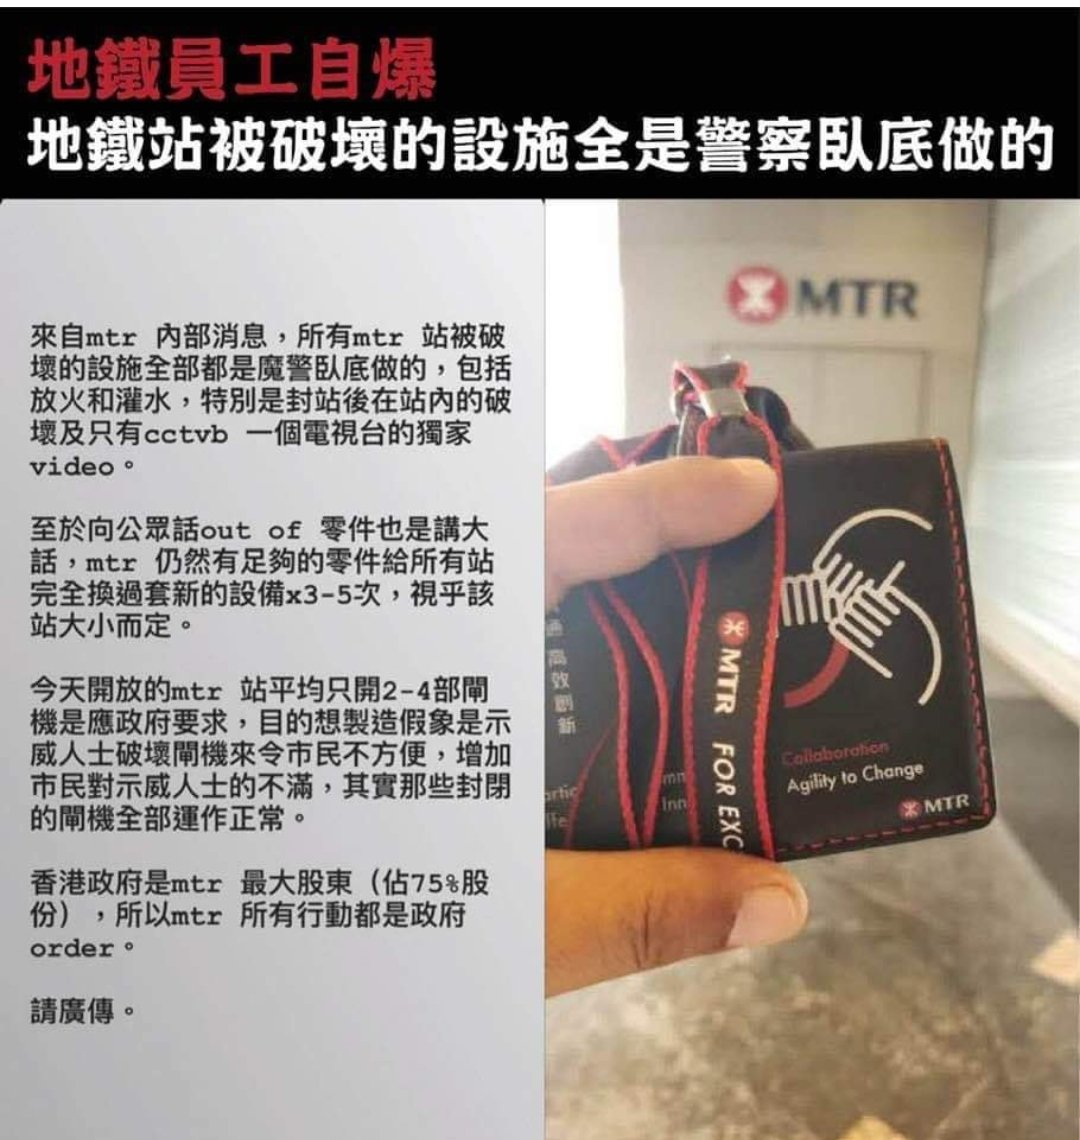 地鐵員工自爆
地鐵站被破壞的設施全是警察臥底做的
來自mtr 內部消息，所有mtr 站被破
壞的設施全部都是魔警臥底做的，包括
放火和灌水，特別是封站後在站內的破
壞及只有cctvb 一個電視台的獨家
video。
至於向公眾話out of 零件也是講大
話，mtr 仍然有足夠的零件給所有站
完全換過套新的設備x3-5次，視乎該
站大小而定。
今天開放的mtr 站平均只開2-4部閘
機是應政府要求，目的想製造假象是示
威人士破壞閘機來令市民不方便，增加
市民對示威人士的不滿，其實那些封閉
的閘機全部運作正常。
香港政府是mtr 最大股東（佔75%股
份），所以mtr 所有行動都是政府
order。
請廣傳。
MTR
MTR FOR EXC
高效創新
Inn
Collaboration
Agility to Change
MTR